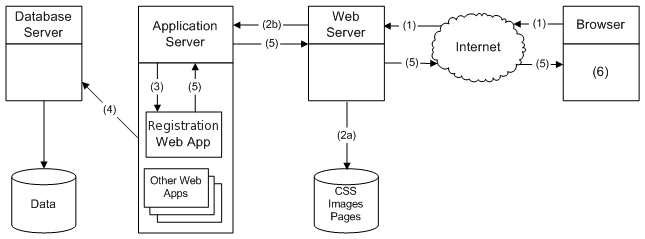 Database
Server
Application
Server
(2b)
(5)
Web
Server
(1)
(5)
Internet
(1)
(5)
Browser
(6)
(3)
(5)
(4)
Registration
Web App
Other Web
Apps
(2a)
Data
CSS
Images
Pages